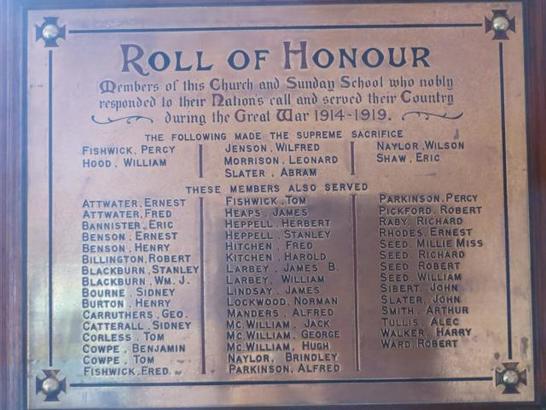 ROLL OF HONOUR
Members of this Church and Sunday School who nobly
responded to their Nation's call and served their Country
during the Great War 1914-1919.
THE FOLLOWING MADE THE SUPREME SACRIFICE
FISHWICK, PERCY
HOOD, WILLIAM
JENSON, WILFRED
MORRISON, LEONARD
SLATER, ABRAM
NAYLOR, WILSON
SHAW, ERIC
THESE MEMBERS ALSO SERVED
ATTWATER, ERNEST
ATTWATER, FRED
BANNISTER, ERIC
BENSON, ERNEST
BENSON, HENRY
BILLINGTON, ROBERT
BLACKBURN, STANLEY
BLACKBURN, WM. J.
BOURNE, SIDNEY
BURTON, HENRY
CARRUTHERS, GEO.
CATTERALL, SIDNEY
CORLESS, TOM
COWPE, BENJAMIN
COWPE, TOM
FISHWICK, FRED
FISHWICK, TOM
HEAPS, JAMES
HEPPELL, HERBERT
HEPPELL, STANLEY
HITCHEN, FRED
KITCHEN, HAROLD
LARBEY, JAMES B.
LARBEY, WILLIAM
LINDSAY, JAMES
LOCKWOOD, NORMAN
MANDERS, ALFRED
MC.WILLIAM, JACK
MC.WILLIAM, GEORGE
MC.WILLIAM, HUGH
NAYLOR, BRINDLEY
PARKINSON, ALFRED
PARKINSON, PERCY
PICKFORD, ROBERT
RABY, RICHARD
RHODES, ERNEST
SEED, MILLIE MISS
SEED, RICHARD
SEED, ROBERT
SEED, WILLIAM
SIBERT, JOHN
SLATER, JOHN
SMITH, ARTHUR
TULLIS, ALEC
WALKER, HARRY
WARD, ROBERT